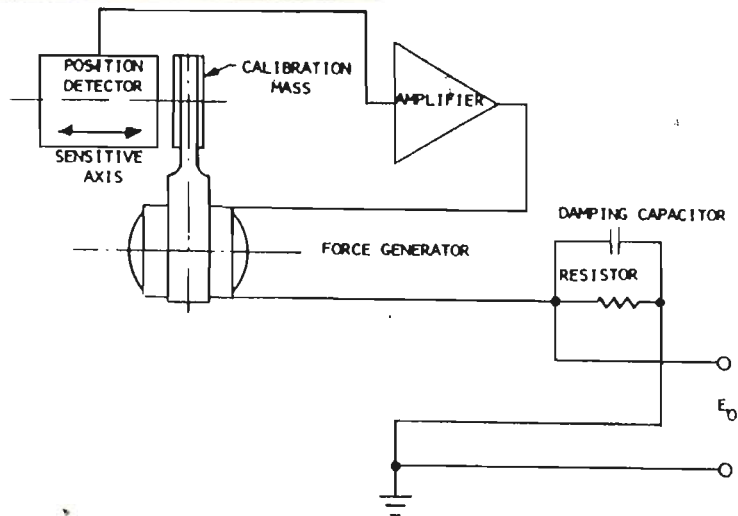 POSITION
DETECTOR
CALIBRATION
MASS
AMPLIFIER
SENSITIVE
AXIS
DAMPING CAPACITOR
FORCE GENERATOR
RESISTOR
E₀